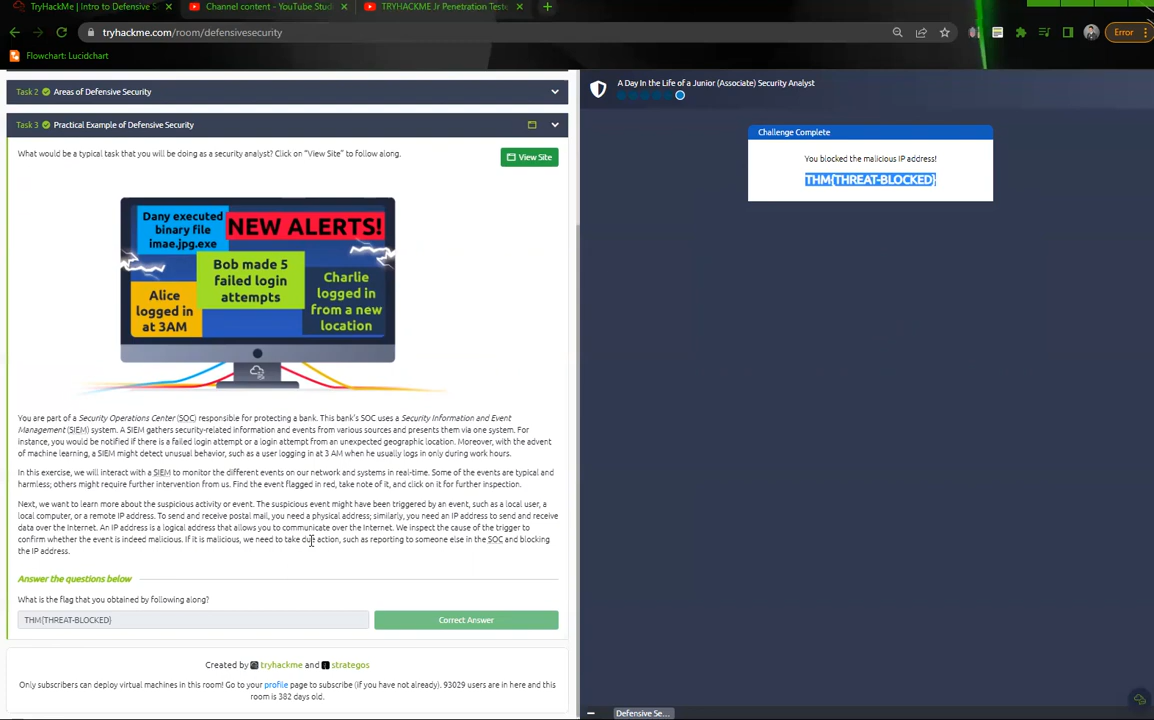 TryHackMe | Intro to Defensive S
Channel content - YouTube Stud
TRYHACKME Jr Penetration Teste
tryhackme.com/room/defensivesecurity
Error
Flowchart: Lucidchart
Task 2 Areas of Defensive Security
Task 3 Practical Example of Defensive Security
What would be a typical task that you will be doing as a security analyst? Click on "View Site" to follow along.
View Site
Dany executed
binary file
imae.jpg.exe
NEW ALERTS!
Bob made 5
failed login
attempts
Alice
logged in
at 3AM
Charlie
logged in
from a new
location
You are part of a Security Operations Center (SOC) responsible for protecting a bank. This bank's SOC uses a Security Information and Event
Management (SIEM) system. A SIEM gathers security-related information and events from various sources and presents them via one system. For
instance, you would be notified if there is a failed login attempt or a login attempt from an unexpected geographic location. Moreover, with the advent
of machine learning, a SIEM might detect unusual behavior, such as a user logging in at 3 AM when he usually logs in only during work hours.
In this exercise, we will interact with a SIEM to monitor the different events on our network and systems in real-time. Some of the events are typical and
harmless; others might require further intervention from us. Find the event flagged in red, take note of it, and click on it for further inspection.
Next, we want to learn more about the suspicious activity or event. The suspicious event might have been triggered by an event, such as a local user, a
local computer, or a remote IP address. To send and receive postal mail, you need a physical address; similarly, you need an IP address to send and receive
data over the Internet. An IP address is a logical address that allows you to communicate over the Internet. We inspect the cause of the trigger to
confirm whether the event is indeed malicious. If it is malicious, we need to take due action, such as reporting to someone else in the SOC and blocking
the IP address.
Answer the questions below
What is the flag that you obtained by following along?
THM{THREAT-BLOCKED}
Correct Answer
Created by tryhackme and strategos
Only subscribers can deploy virtual machines in this room! Go to your profile page to subscribe (if you have not already). 93029 users are in here and this
room is 382 days old.
A Day In the Life of a Junior (Associate) Security Analyst
Challenge Complete
You blocked the malicious IP address!
THM{THREAT-BLOCKED}
Defensive Se...